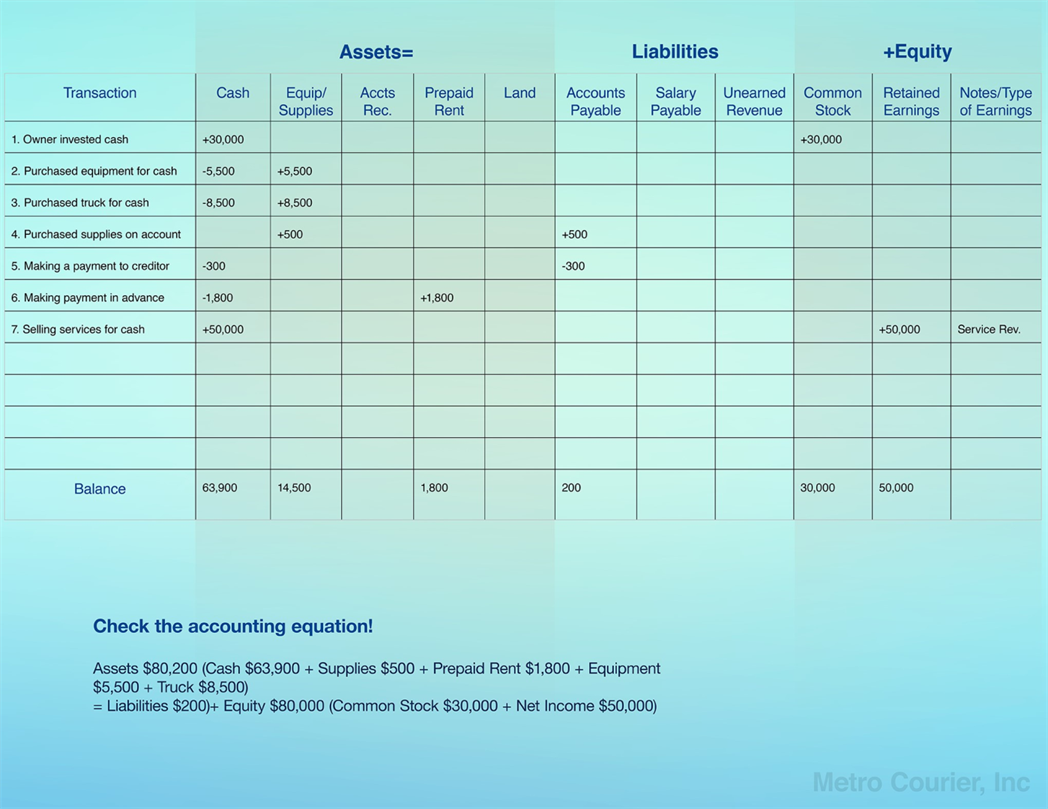 Assets= Liabilities +Equity
Transaction Cash Equip/ Supplies Accts Rec. Prepaid Rent Land Accounts Payable Salary Payable Unearned Revenue Common Stock Retained Earnings Notes/Type of Earnings
1. Owner invested cash +30,000 +30,000
2. Purchased equipment for cash -5,500 +5,500
3. Purchased truck for cash -8,500 +8,500
4. Purchased supplies on account +500 +500
5. Making a payment to creditor -300 -300
6. Making payment in advance -1,800 +1,800
7. Selling services for cash +50,000 +50,000 Service Rev.
Balance 63,900 14,500 1,800 200 30,000 50,000
Check the accounting equation!
Assets $80,200 (Cash $63,900 + Supplies $500 + Prepaid Rent $1,800 + Equipment
$5,500 + Truck $8,500)
= Liabilities $200)+ Equity $80,000 (Common Stock $30,000 + Net Income $50,000)
Metro Courier, Inc